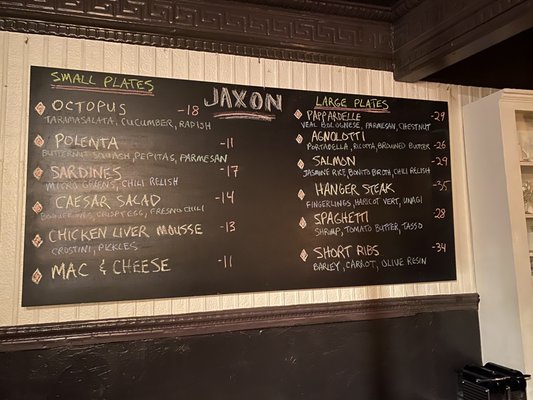 JAXON
SMALL PLATES
OCTOPUS -18
TARAMASALATA, CUCUMBER, RADISH
POLENTA -11
BUTTERNUT SQUASH, PEPITAS, PARMESAN
SARDINES -17
MICRO GREENS, CHILI RELISH
CAESAR SALAD -14
BOQUERONES, CRISPY EGG, FRESNO CHILI
CHICKEN LIVER MOUSSE -13
CROSTINI, PICKLES
MAC & CHEESE -11
LARGE PLATES
PAPPARDELLE -29
VEAL BOLOGNESE, PARMESAN, CHESTNUT
AGNOLOTTI -26
PORTABELLA, RICOTTA, BROWNED BUTTER
SALMON -29
JASMINE RICE, BONITO BROTH, CHILI RELISH
HANGER STEAK -35
FINGERLINGS, HARICOT VERT, UNAGI
SPAGHETTI 28
SHRIMP, TOMATO BUTTER, TASSO
SHORT RIBS -34
BARLEY, CARROT, OLIVE